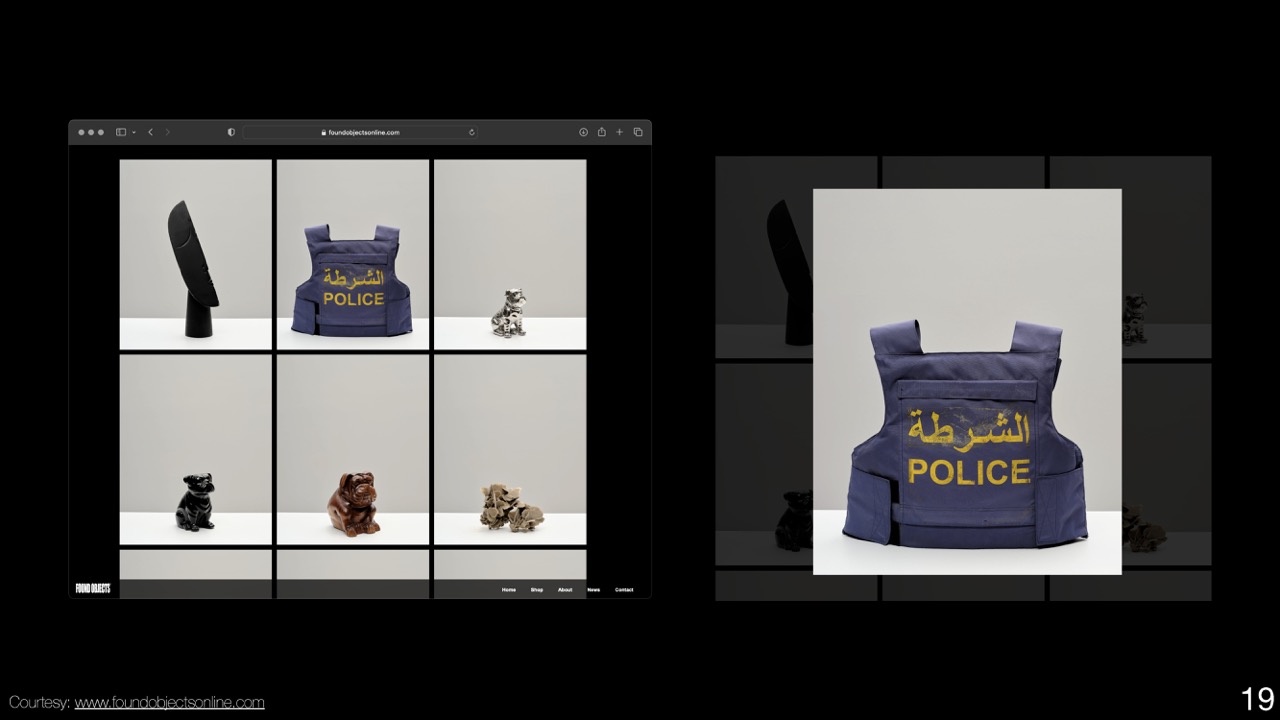 foundobjectsonline.com
الشرطة
POLICE
FOUND OBJECTS
Home Shop About News Contact
الشرطة
POLICE
Courtesy: www.foundobjectsonline.com
19